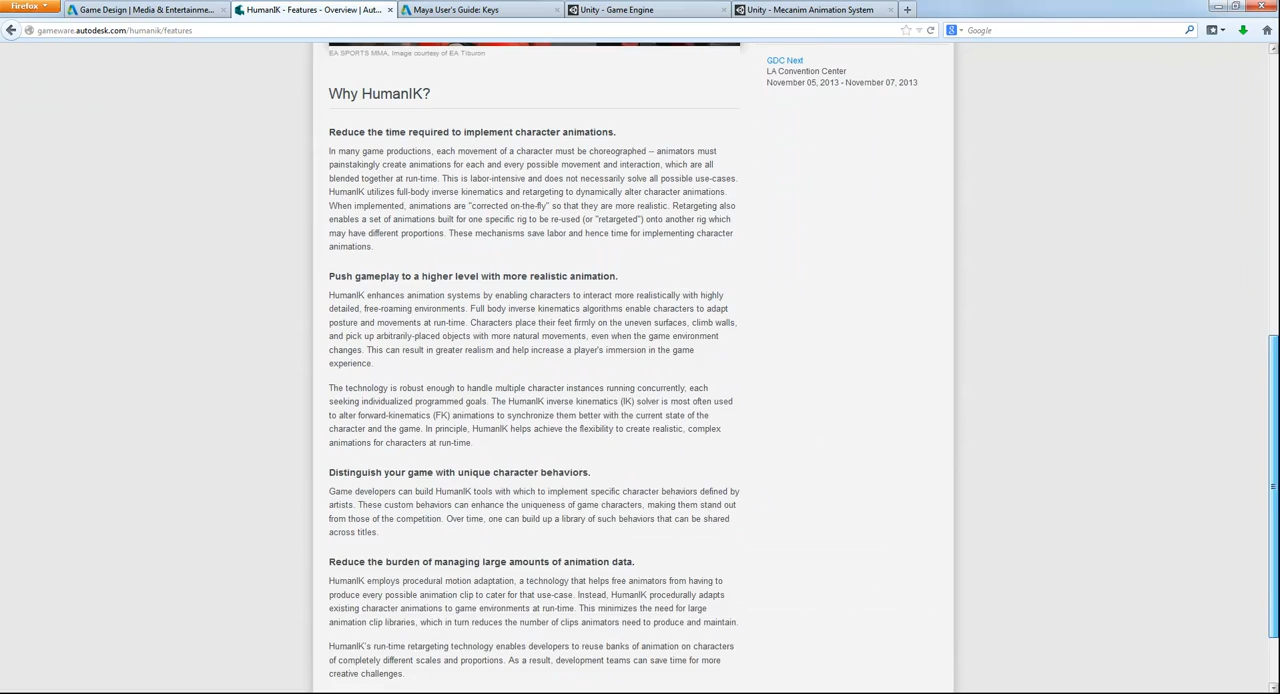 Firefox
Game Design | Media & Entertainme...
HumanIK - Features - Overview | Aut...
Maya User's Guide: Keys
Unity - Game Engine
Unity - Mecanim Animation System
gameware.autodesk.com/humanik/features
Google
EA SPORTS MMA, Image courtesy of EA Tiburon
GDC Next
LA Convention Center
November 05, 2013 - November 07, 2013
Why HumanIK?
Reduce the time required to implement character animations.
In many game productions, each movement of a character must be choreographed -- animators must
painstakingly create animations for each and every possible movement and interaction, which are all
blended together at run-time. This is labor-intensive and does not necessarily solve all possible use-cases.
HumanIK utilizes full-body inverse kinematics and retargeting to dynamically alter character animations.
When implemented, animations are "corrected on-the-fly" so that they are more realistic. Retargeting also
enables a set of animations built for one specific rig to be re-used (or "retargeted") onto another rig which
may have different proportions. These mechanisms save labor and hence time for implementing character
animations.
Push gameplay to a higher level with more realistic animation.
HumanIK enhances animation systems by enabling characters to interact more realistically with highly
detailed, free-roaming environments. Full body inverse kinematics algorithms enable characters to adapt
posture and movements at run-time. Characters place their feet firmly on the uneven surfaces, climb walls,
and pick up arbitrarily-placed objects with more natural movements, even when the game environment
changes. This can result in greater realism and help increase a player's immersion in the game
experience.
The technology is robust enough to handle multiple character instances running concurrently, each
seeking individualized programmed goals. The HumanIK inverse kinematics (IK) solver is most often used
to alter forward-kinematics (FK) animations to synchronize them better with the current state of the
character and the game. In principle, HumanIK helps achieve the flexibility to create realistic, complex
animations for characters at run-time.
Distinguish your game with unique character behaviors.
Game developers can build HumanIK tools with which to implement specific character behaviors defined by
artists. These custom behaviors can enhance the uniqueness of game characters, making them stand out
from those of the competition. Over time, one can build up a library of such behaviors that can be shared
across titles.
Reduce the burden of managing large amounts of animation data.
HumanIK employs procedural motion adaptation, a technology that helps free animators from having to
produce every possible animation clip to cater for that use-case. Instead, HumanIK procedurally adapts
existing character animations to game environments at run-time. This minimizes the need for large
animation clip libraries, which in turn reduces the number of clips animators need to produce and maintain.
HumanIK's run-time retargeting technology enables developers to reuse banks of animation on characters
of completely different scales and proportions. As a result, development teams can save time for more
creative challenges.